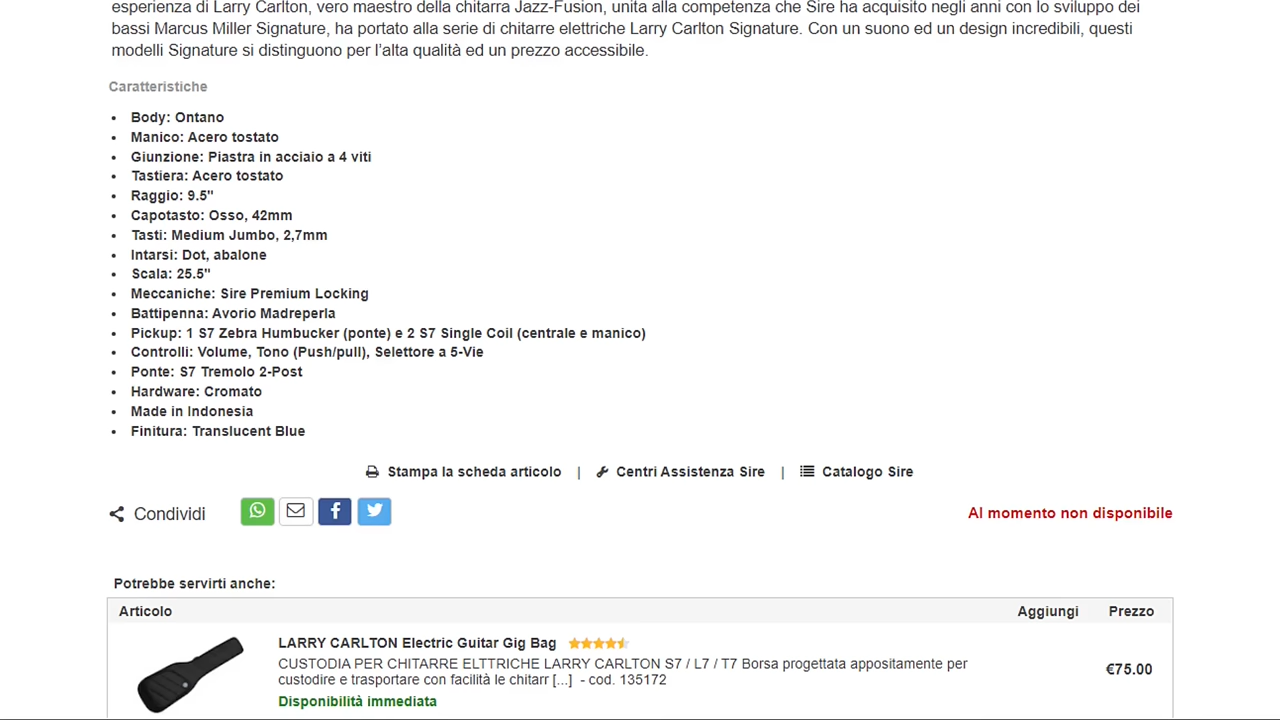 esperienza di Larry Carlton, vero maestro della chitarra Jazz-Fusion, unita alla competenza che Sire ha acquisito negli anni con lo sviluppo dei
bassi Marcus Miller Signature, ha portato alla serie di chitarre elettriche Larry Carlton Signature. Con un suono ed un design incredibili, questi
modelli Signature si distinguono per l'alta qualità ed un prezzo accessibile.
Caratteristiche
• Body: Ontano
• Manico: Acero tostato
• Giunzione: Piastra in acciaio a 4 viti
• Tastiera: Acero tostato
• Raggio: 9.5"
• Capotasto: Osso, 42mm
• Tasti: Medium Jumbo, 2,7mm
• Intarsi: Dot, abalone
• Scala: 25.5"
• Meccaniche: Sire Premium Locking
• Battipenna: Avorio Madreperla
• Pickup: 1 S7 Zebra Humbucker (ponte) e 2 S7 Single Coil (centrale e manico)
• Controlli: Volume, Tono (Push/pull), Selettore a 5-Vie
• Ponte: S7 Tremolo 2-Post
• Hardware: Cromato
• Made in Indonesia
• Finitura: Translucent Blue
Stampa la scheda articolo | Centri Assistenza Sire | Catalogo Sire
Condividi Al momento non disponibile
Potrebbe servirti anche:
Articolo Aggiungi Prezzo
LARRY CARLTON Electric Guitar Gig Bag
CUSTODIA PER CHITARRE ELTTRICHE LARRY CARLTON S7 / L7 / T7 Borsa progettata appositamente per
custodire e trasportare con facilità le chitarr [...] - cod. 135172
€75.00
Disponibilità immediata